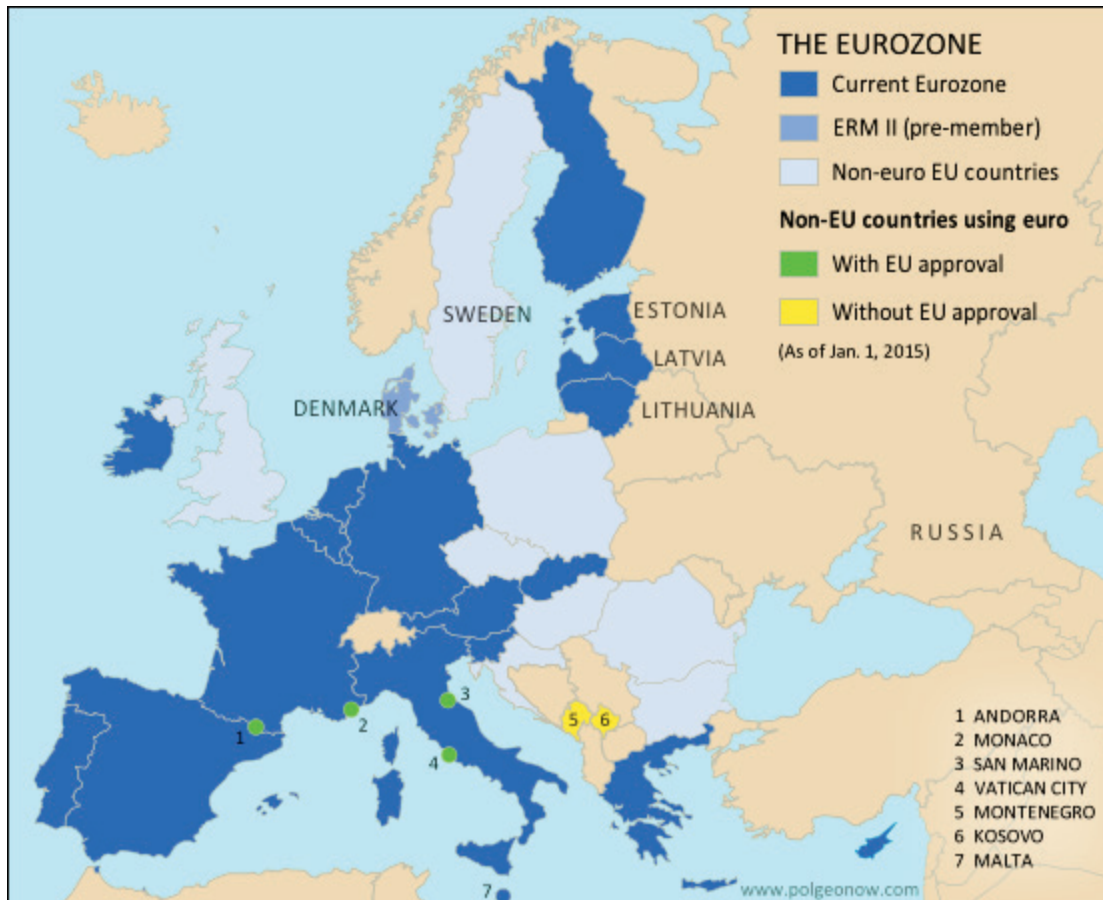 THE EUROZONE
Current Eurozone
ERM II (pre-member)
Non-euro EU countries
Non-EU countries using euro
With EU approval
Without EU approval
(As of Jan. 1, 2015)
SWEDEN
ESTONIA
LATVIA
DENMARK
LITHUANIA
RUSSIA
3
2
1
4
5
6
7
1 ANDORRA
2 MONACO
3 SAN MARINO
4 VATICAN CITY
5 MONTENEGRO
6 KOSOVO
7 MALTA
www.polgeonow.com